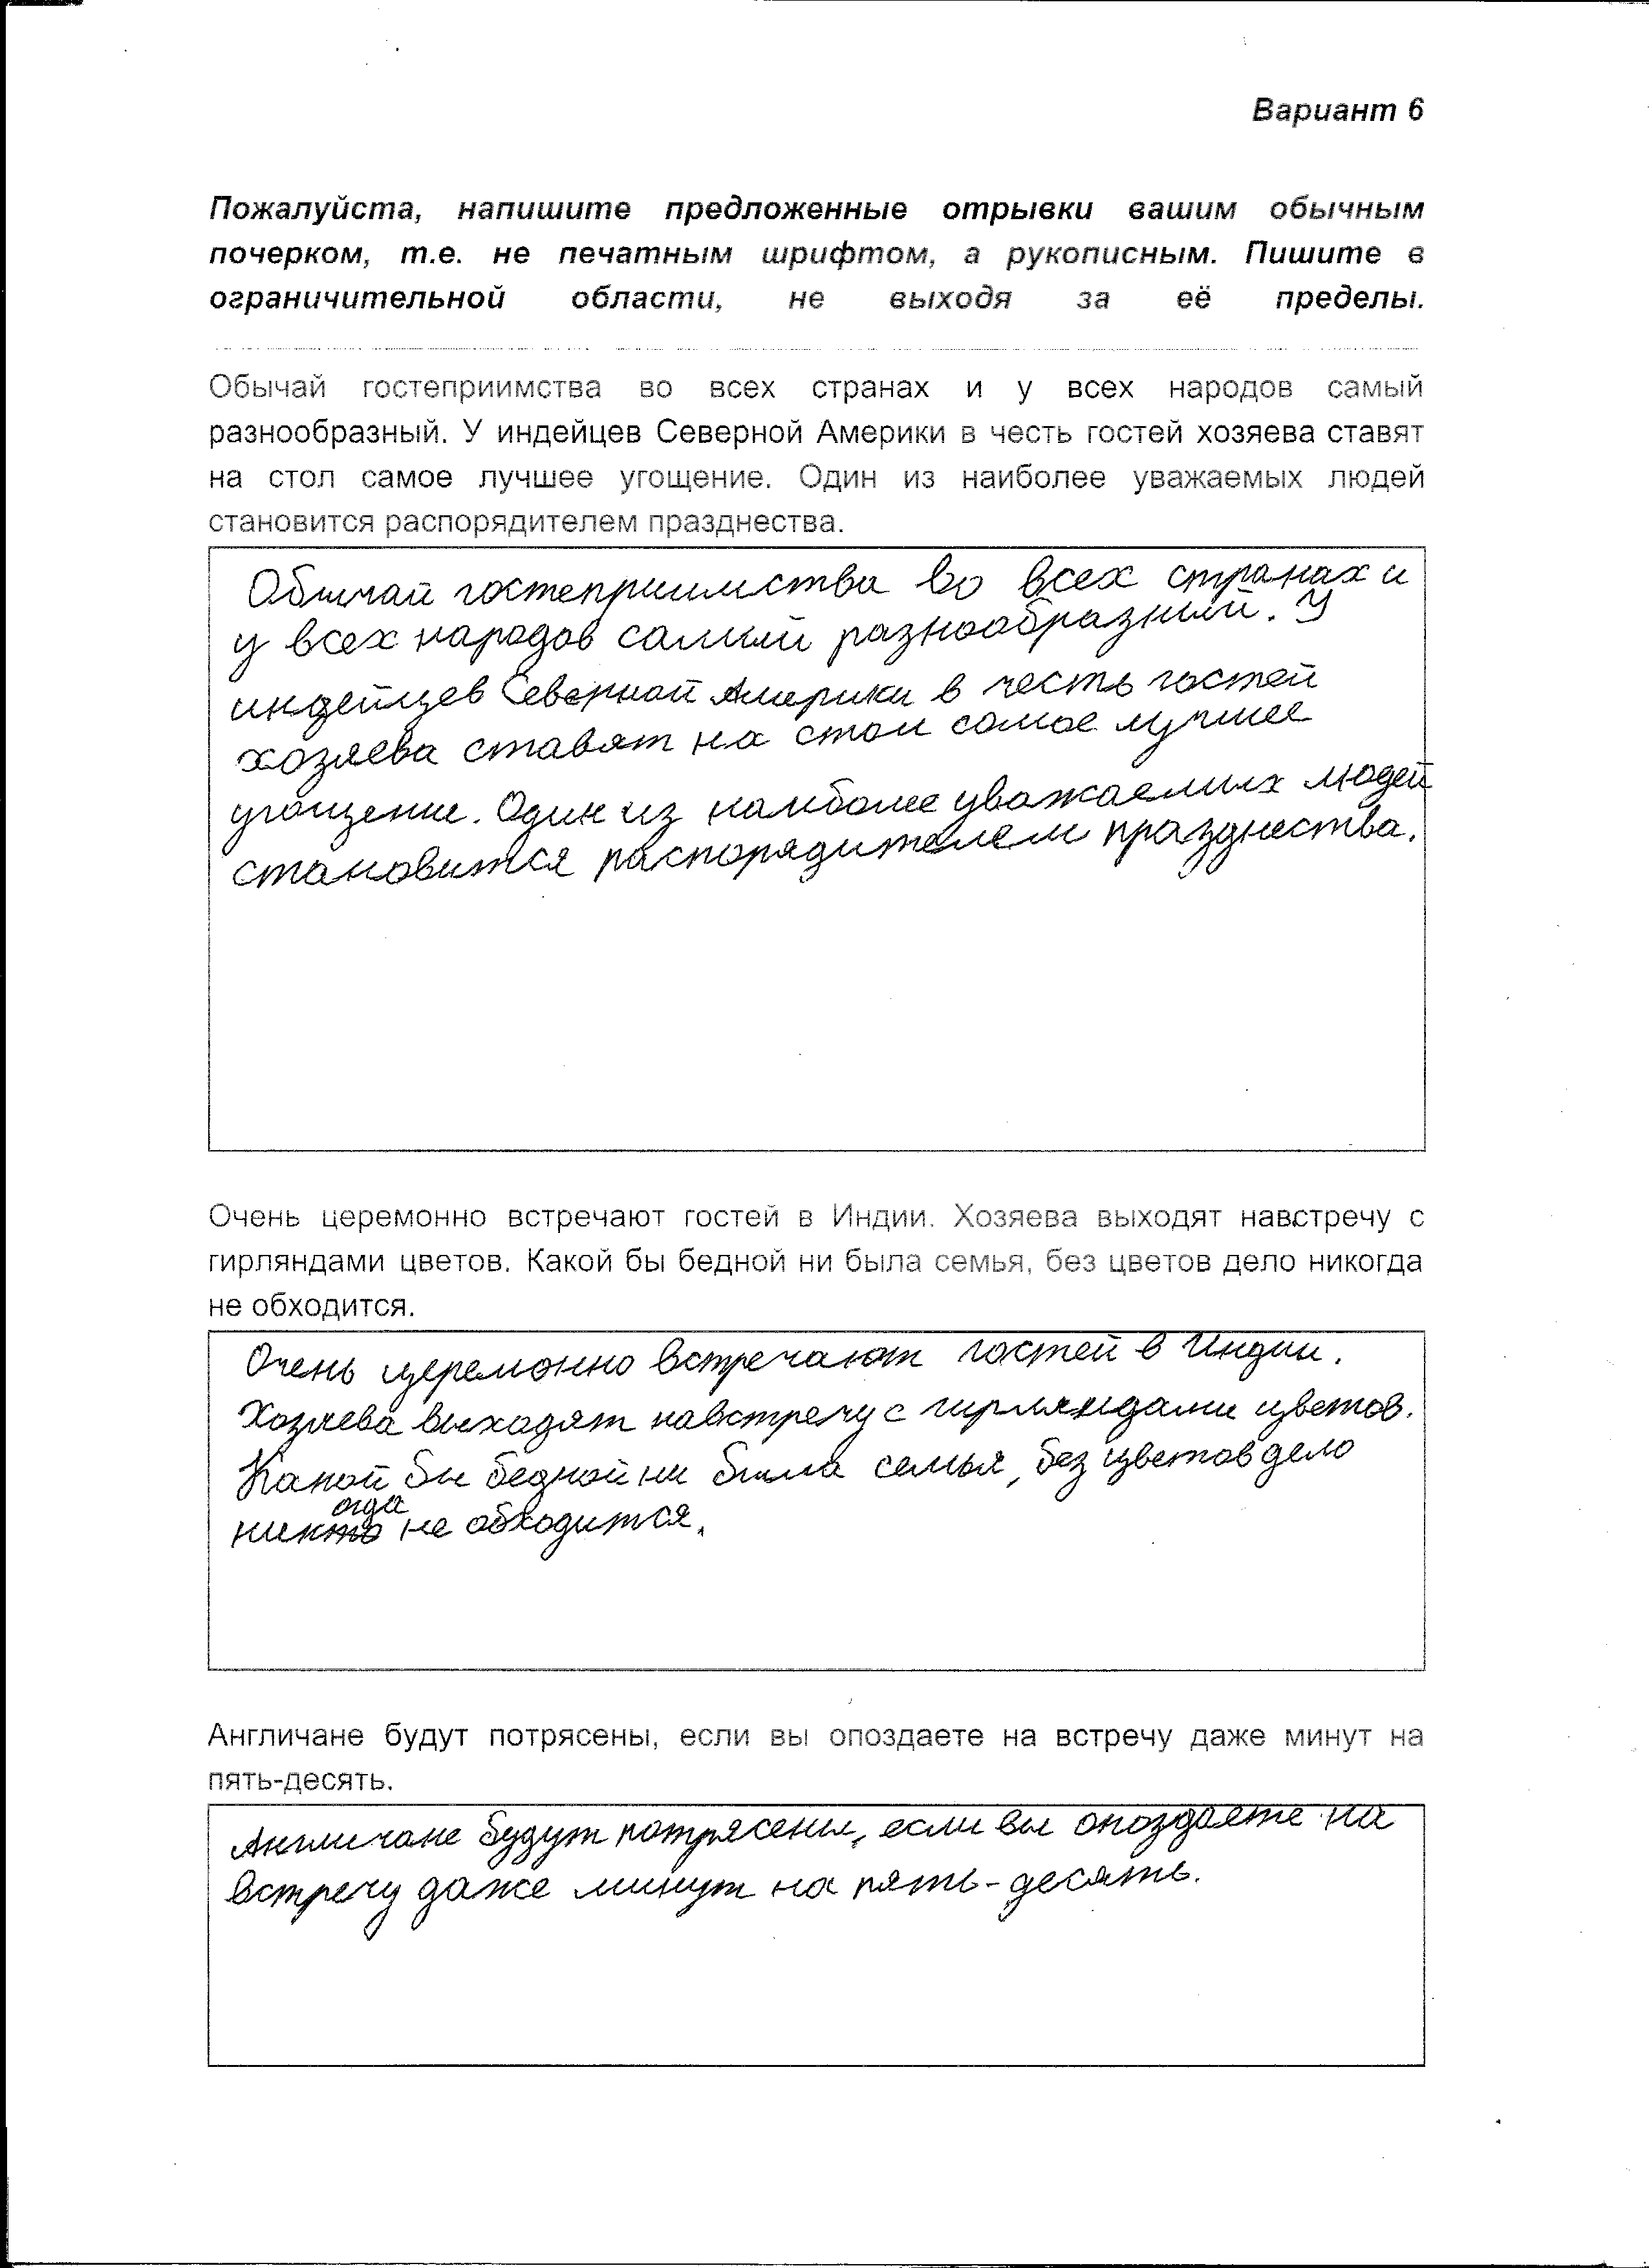 Вариант 6
Пожалуйста, напишите предложенные отрывки вашим обычным
почерком, т.е. не печатным шрифтом, а рукописным. Пишите в
ограничительной области, не выходя за её пределы.
Обычай гостеприимства во всех странах и у всех народов самый
разнообразный. У индейцев Северной Америки в честь гостей хозяева ставят
на стол самое лучшее угощение. Один из наиболее уважаемых людей
становится распорядителем празднества.
Обычай гостеприимства во всех странах и
у всех народов самый разнообразный. У
индейцев Северной Америки в честь гостей
хозяева ставят на стол самое лучшее
угощение. Один из наиболее уважаемых людей
становится распорядителем празднества.
Очень церемонно встречают гостей в Индии. Хозяева выходят навстречу с
гирляндами цветов. Какой бы бедной ни была семья, без цветов дело никогда
не обходится.
Очень церемонно встречают гостей в Индии.
Хозяева выходят навстречу с гирляндами цветов.
Какой бы бедной ни была семья, без цветов дело
огда
никто не обходится.
Англичане будут потрясены, если вы опоздаете на встречу даже минут на
пять-десять.
Англичане будут потрясены, если вы опоздаете на
встречу даже минут на пять-десять.